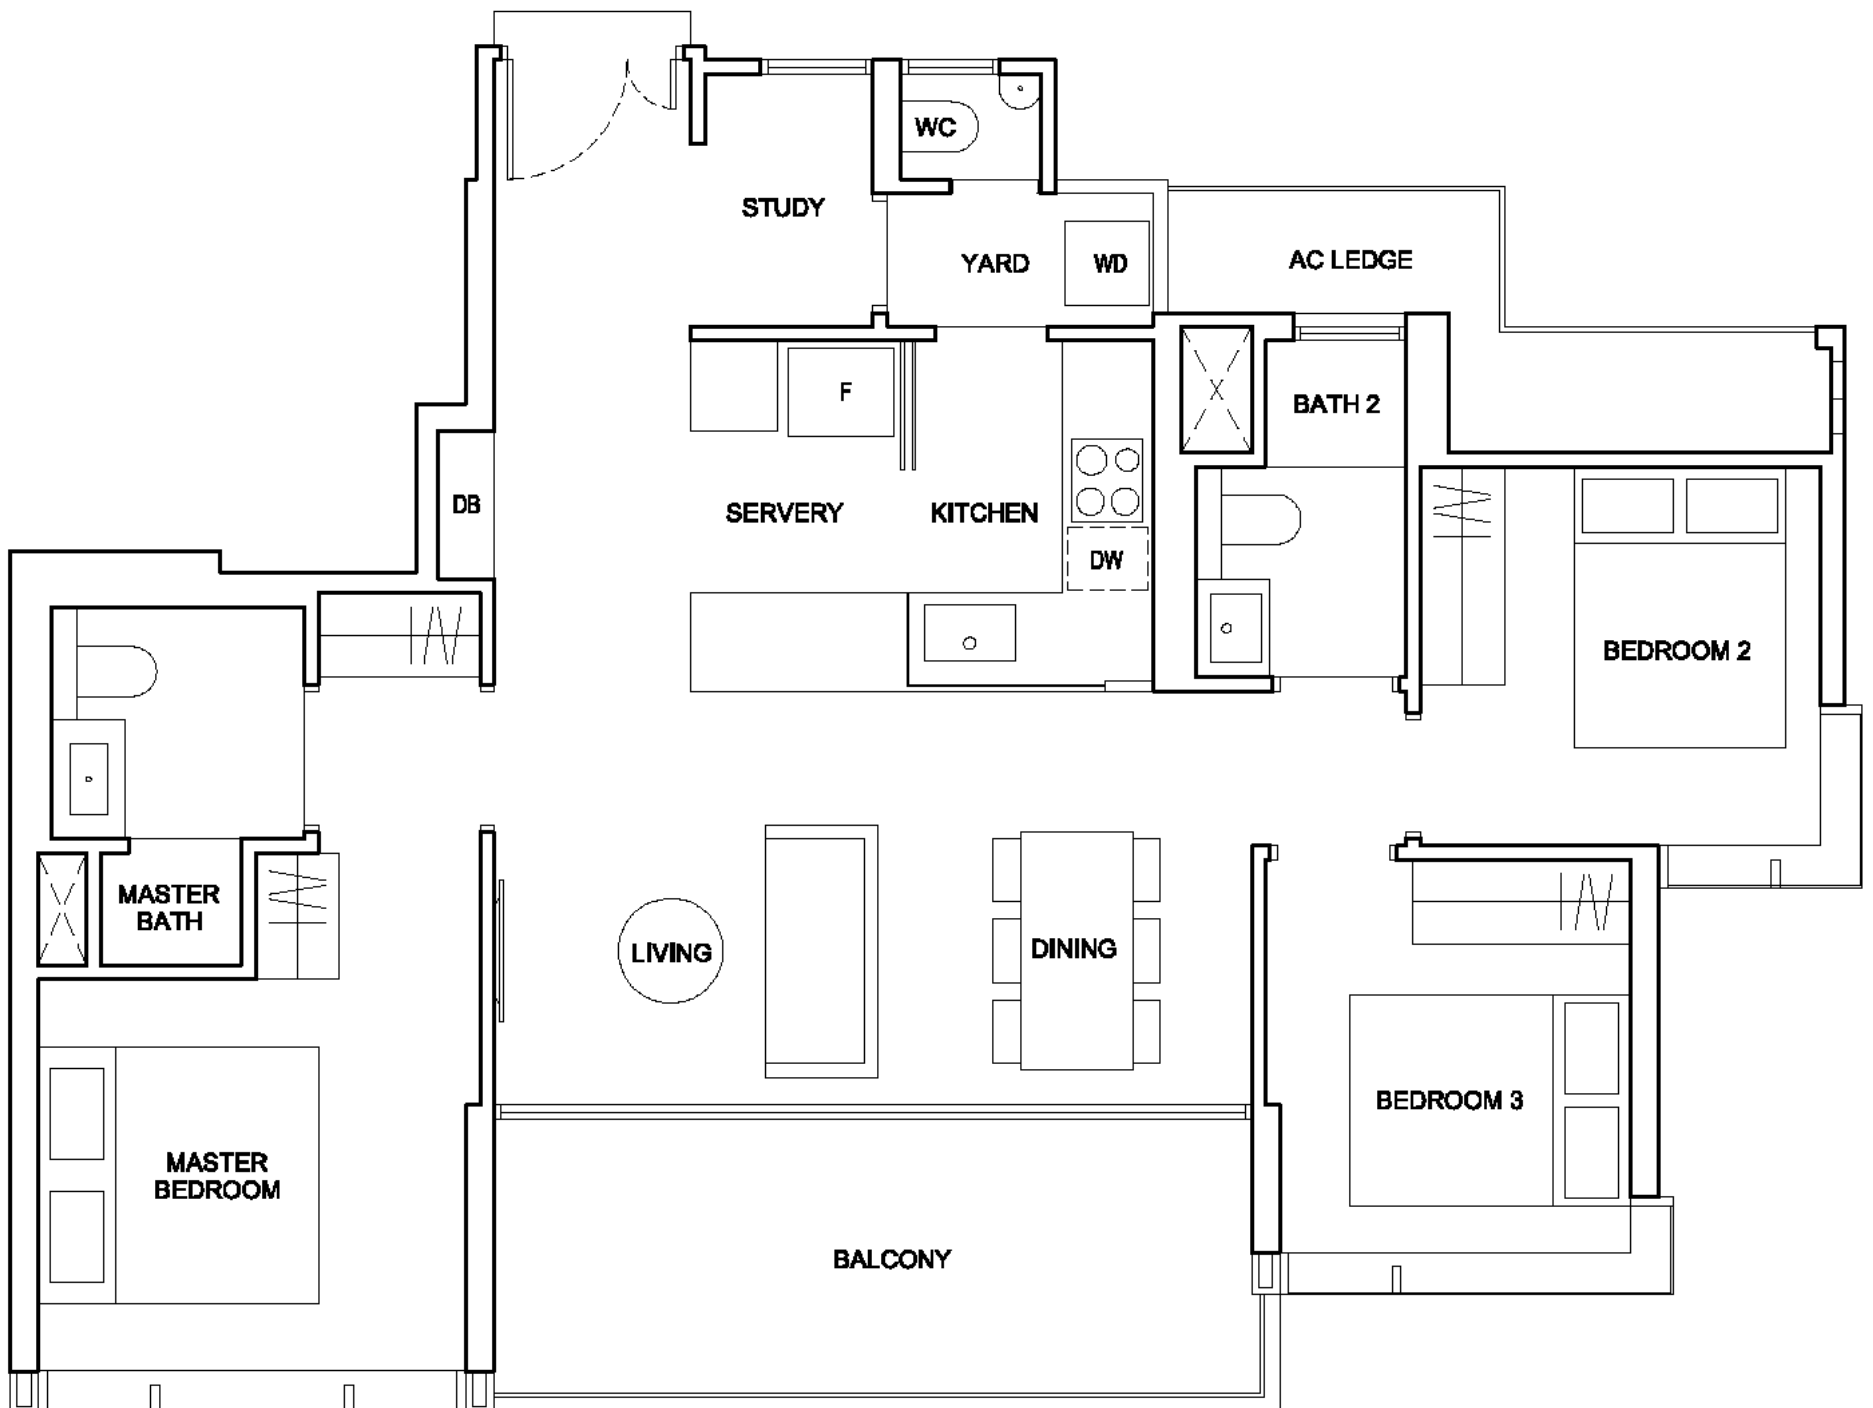 WC
STUDY
YARD
WD
AC LEDGE
F
BATH 2
DB
SERVERY
KITCHEN
DW
BEDROOM 2
MASTER
BATH
LIVING
DINING
BEDROOM 3
MASTER
BEDROOM
BALCONY